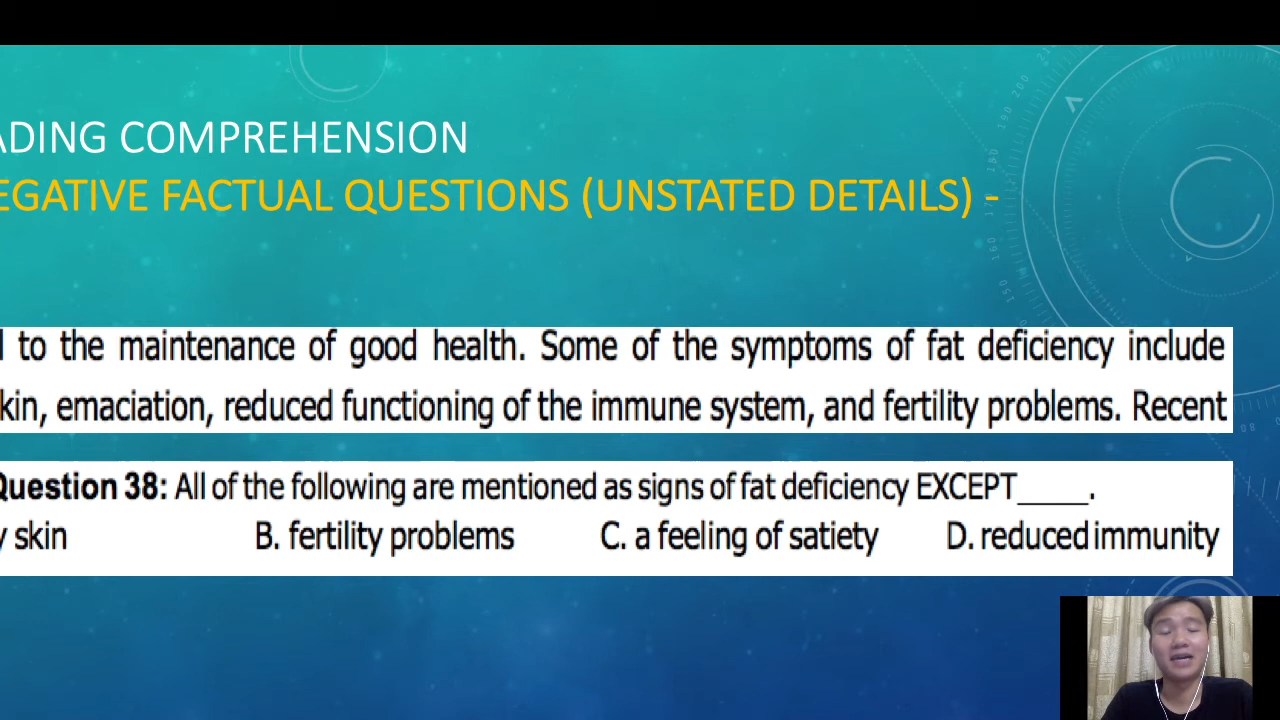 ADING COMPREHENSION
EGATIVE FACTUAL QUESTIONS (UNSTATED DETAILS) -
to the maintenance of good health. Some of the symptoms of fat deficiency include
kin, emaciation, reduced functioning of the immune system, and fertility problems. Recent
Question 38: All of the following are mentioned as signs of fat deficiency EXCEPT_____.
y skin B. fertility problems C. a feeling of satiety D. reduced immunity